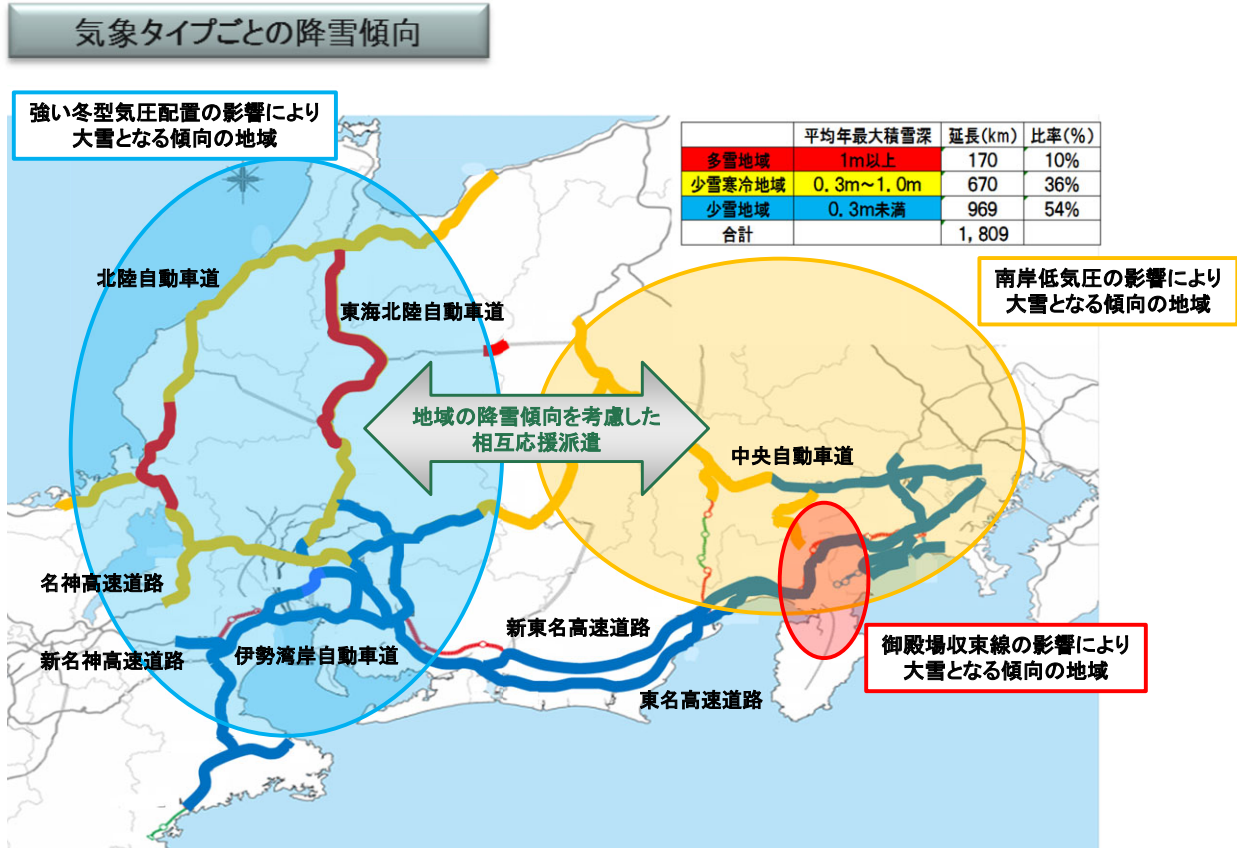 気象タイプごとの降雪傾向
強い冬型気圧配置の影響により
大雪となる傾向の地域
平均年最大積雪深 延長(km) 比率(%)
多雪地域 1m以上 170 10%
少雪寒冷地域 0.3m~1.0m 670 36%
少雪地域 0.3m未満 969 54%
合計 1,809
南岸低気圧の影響により
大雪となる傾向の地域
北陸自動車道
東海北陸自動車道
地域の降雪傾向を考慮した
相互応援派遣
中央自動車道
名神高速道路
新名神高速道路
伊勢湾岸自動車道
新東名高速道路
東名高速道路
御殿場収束線の影響により
大雪となる傾向の地域